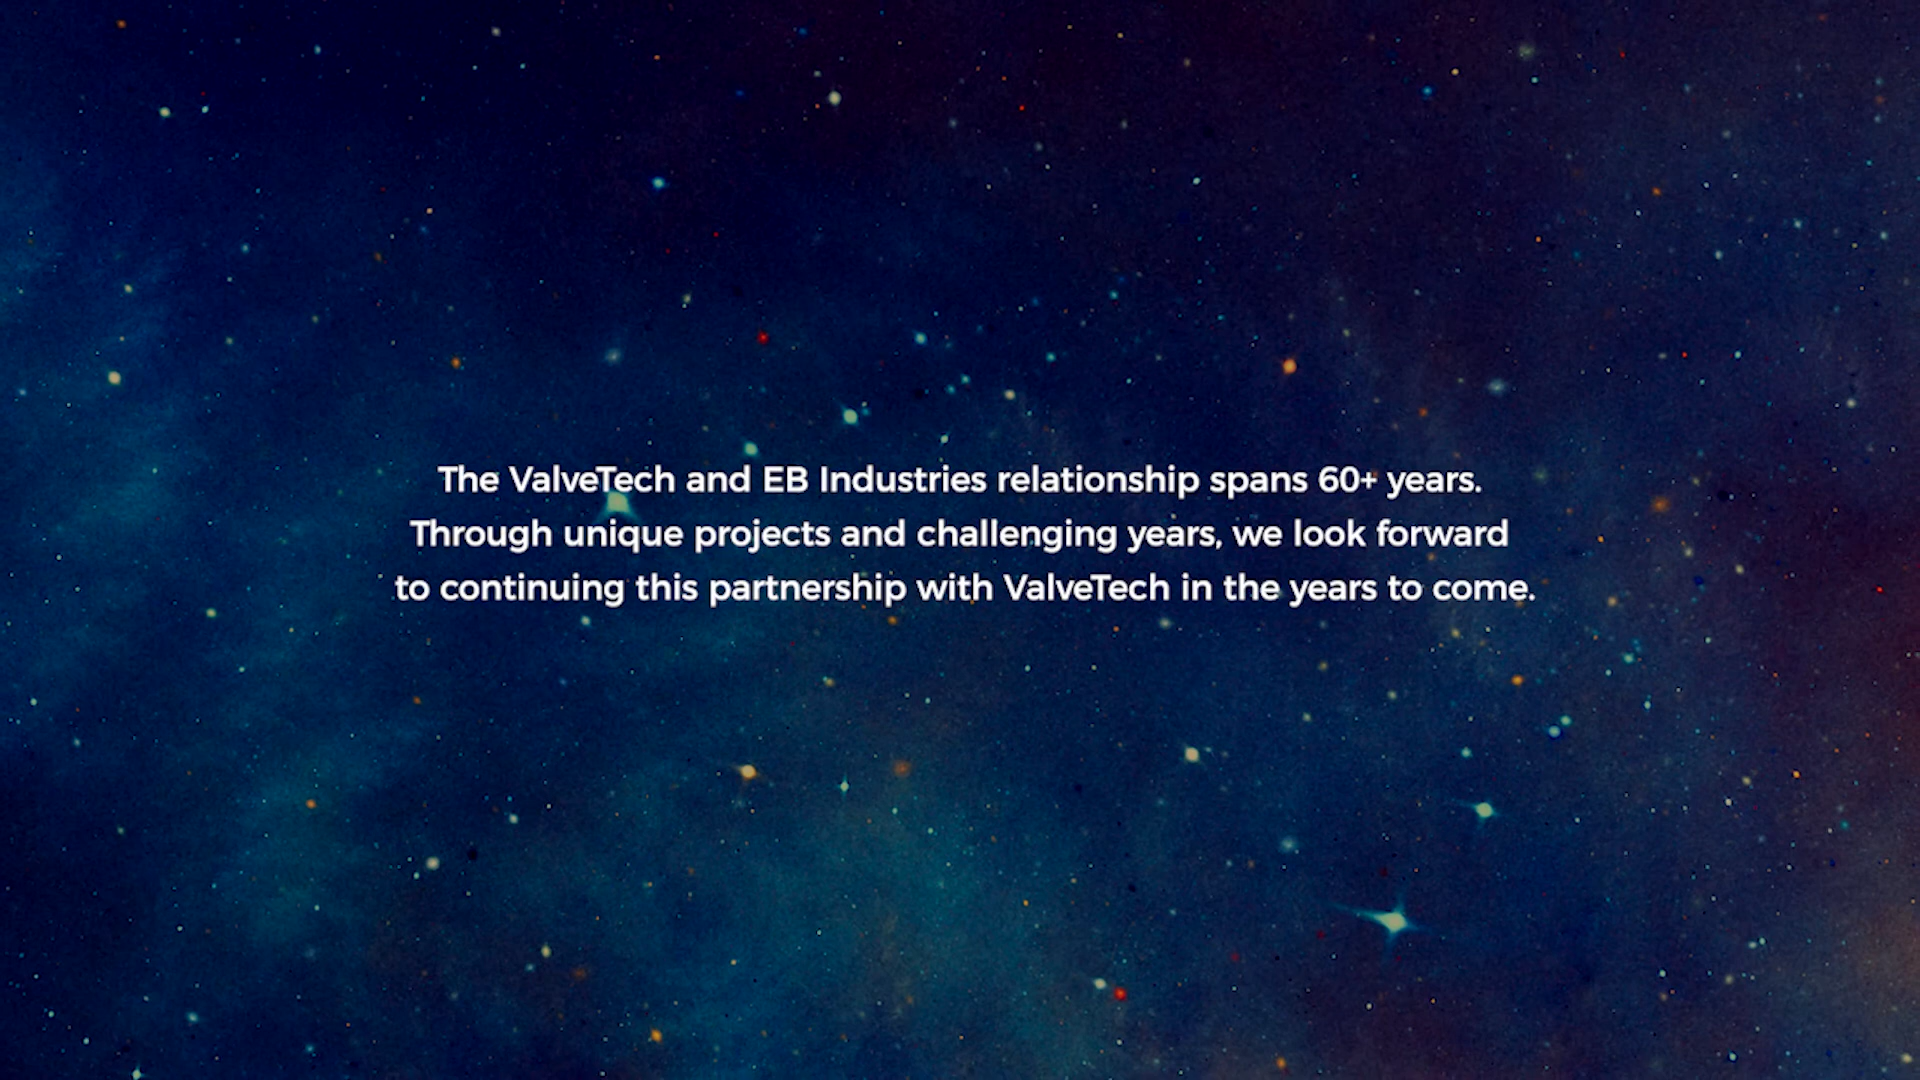 The ValveTech and EB Industries relationship spans 60+ years.
Through unique projects and challenging years, we look forward
to continuing this partnership with ValveTech in the years to come.